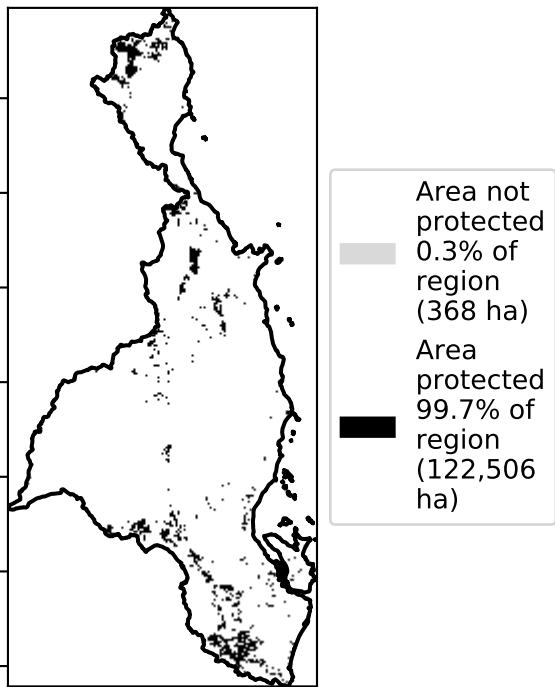 Area not
protected
0.3% of
region
(368 ha)
Area
protected
99.7% of
region
(122,506
ha)